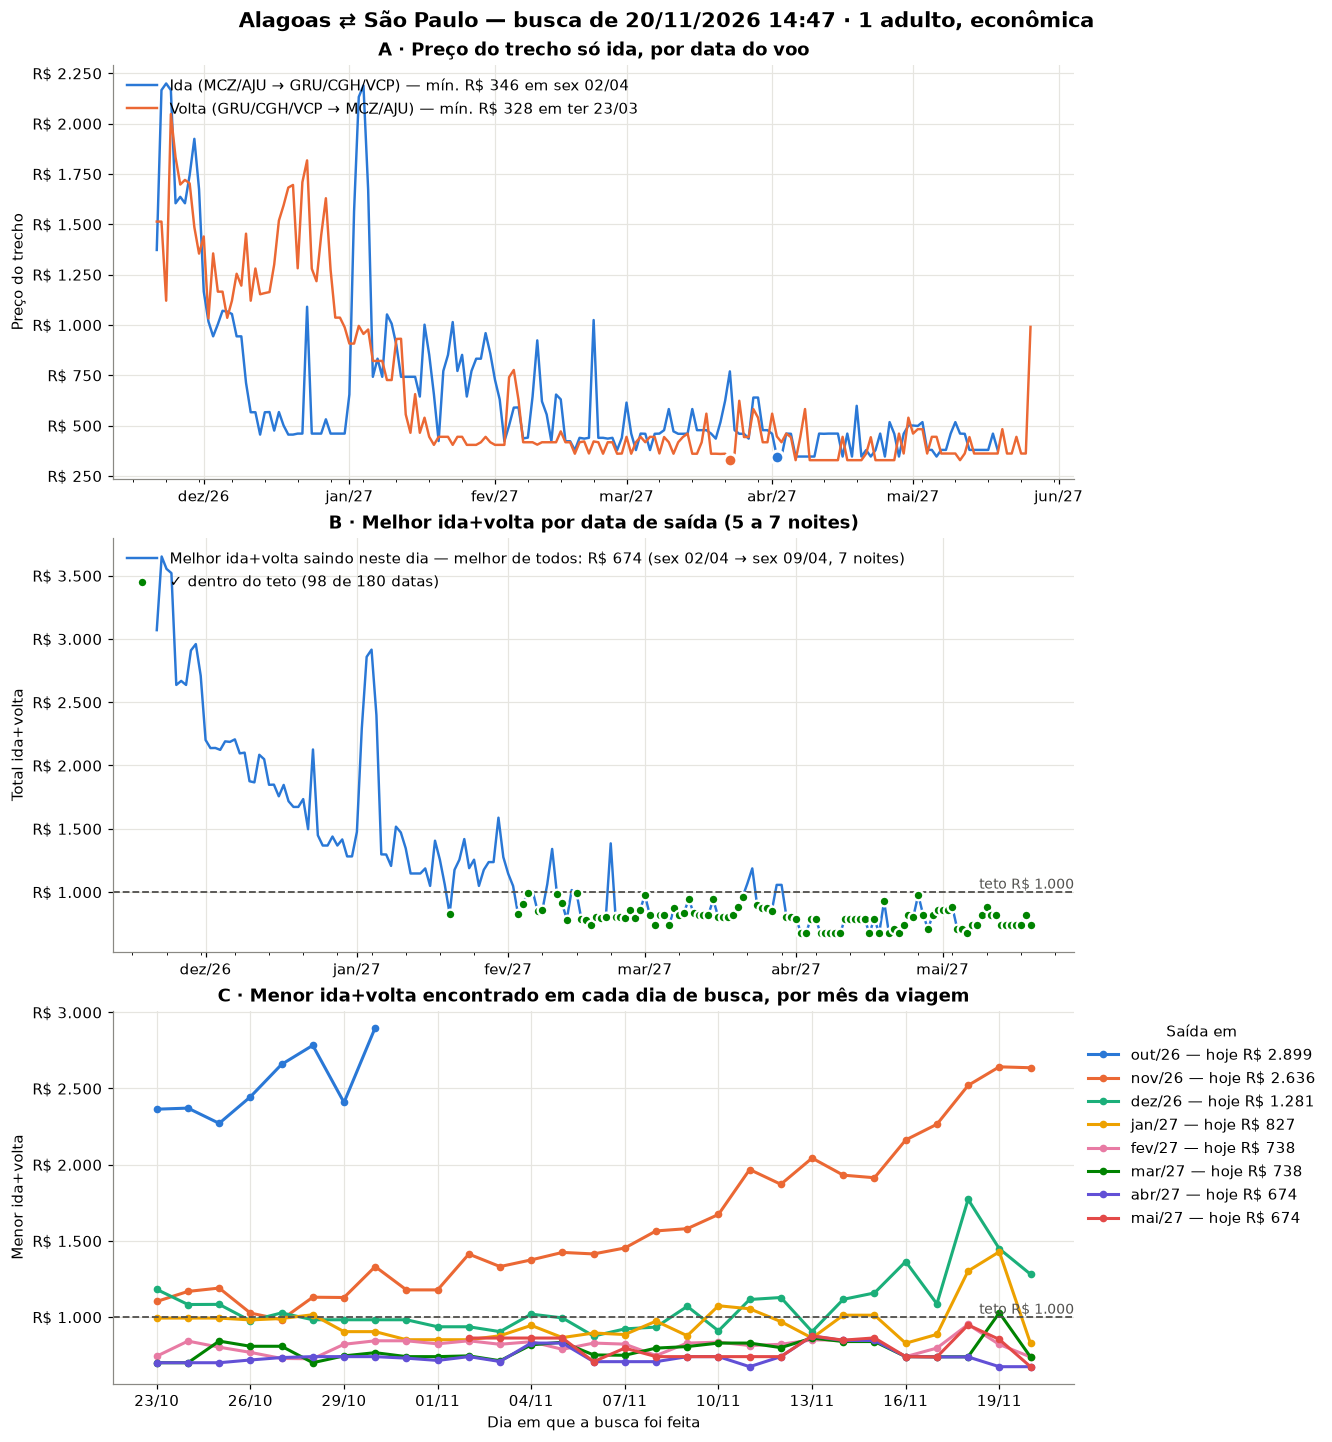 Alagoas ⇄ São Paulo — busca de 20/11/2026 14:47 · 1 adulto, econômica
A · Preço do trecho só ida, por data do voo
Ida (MCZ/AJU → GRU/CGH/VCP) — mín. R$ 346 em sex 02/04
Volta (GRU/CGH/VCP → MCZ/AJU) — mín. R$ 328 em ter 23/03
Preço do trecho
R$ 2.250
R$ 2.000
R$ 1.750
R$ 1.500
R$ 1.250
R$ 1.000
R$ 750
R$ 500
R$ 250
dez/26 jan/27 fev/27 mar/27 abr/27 mai/27 jun/27
B · Melhor ida+volta por data de saída (5 a 7 noites)
Melhor ida+volta saindo neste dia — melhor de todos: R$ 674 (sex 02/04 → sex 09/04, 7 noites)
✓ dentro do teto (98 de 180 datas)
Total ida+volta
R$ 3.500
R$ 3.000
R$ 2.500
R$ 2.000
R$ 1.500
R$ 1.000
teto R$ 1.000
dez/26 jan/27 fev/27 mar/27 abr/27 mai/27
C · Menor ida+volta encontrado em cada dia de busca, por mês da viagem
Menor ida+volta
R$ 3.000
R$ 2.500
R$ 2.000
R$ 1.500
R$ 1.000
teto R$ 1.000
23/10 26/10 29/10 01/11 04/11 07/11 10/11 13/11 16/11 19/11
Dia em que a busca foi feita
Saída em
out/26 — hoje R$ 2.899
nov/26 — hoje R$ 2.636
dez/26 — hoje R$ 1.281
jan/27 — hoje R$ 827
fev/27 — hoje R$ 738
mar/27 — hoje R$ 738
abr/27 — hoje R$ 674
mai/27 — hoje R$ 674